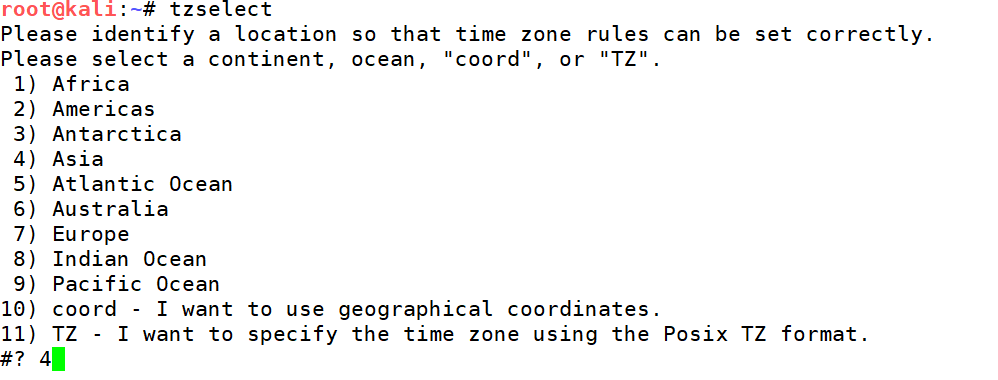 root@kali:~# tzselect
Please identify a location so that time zone rules can be set correctly.
Please select a continent, ocean, "coord", or "TZ".
 1) Africa
 2) Americas
 3) Antarctica
 4) Asia
 5) Atlantic Ocean
 6) Australia
 7) Europe
 8) Indian Ocean
 9) Pacific Ocean
10) coord - I want to use geographical coordinates.
11) TZ - I want to specify the time zone using the Posix TZ format.
#? 4